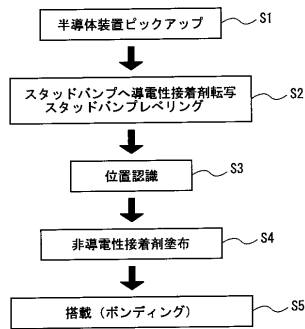 半導体装置ピックアップ
S1
スタッドバンプへ導電性接着剤転写
スタッドバンプレベリング
S2
位置認識
S3
非導電性接着剤塗布
S4
搭載（ボンディング）
S5